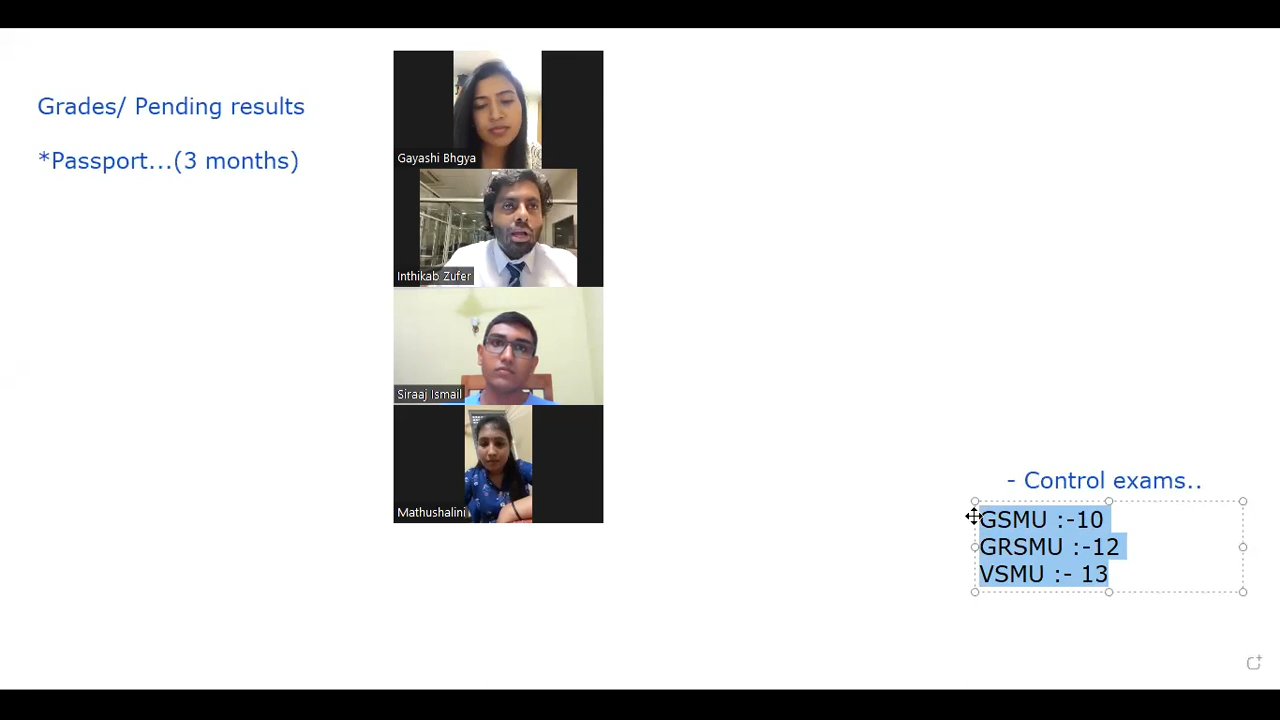 Grades/ Pending results
*Passport...(3 months)
Gayashi Bhgya
Inthikab Zufer
Siraaj Ismail
Mathushalini
- Control exams..
GSMU :-10
GRSMU :-12
VSMU :- 13